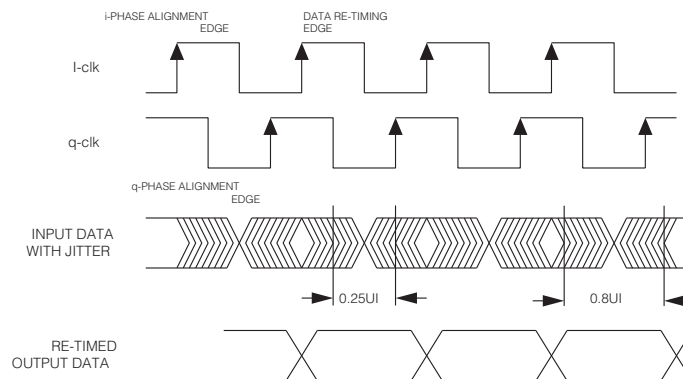 i-PHASE ALIGNMENT
EDGE
DATA RE-TIMING
EDGE
I-clk
q-clk
q-PHASE ALIGNMENT
EDGE
INPUT DATA
WITH JITTER
0.25UI
0.8UI
RE-TIMED
OUTPUT DATA